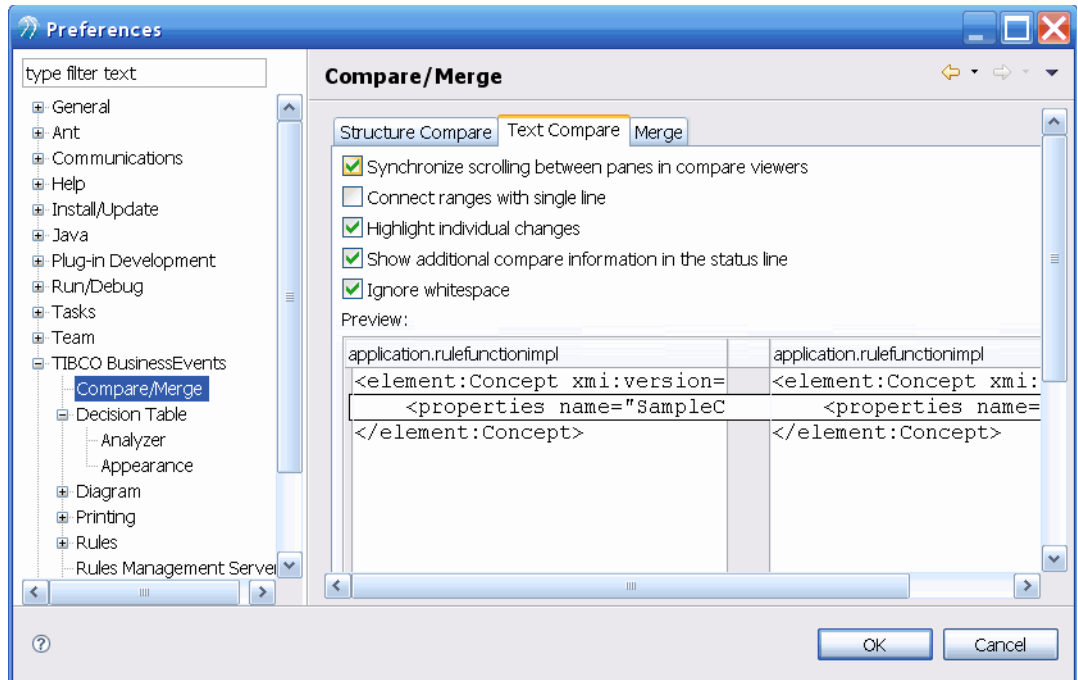 Preferences
type filter text
General
Ant
Communications
Help
Install/Update
Java
Plug-in Development
Run/Debug
Tasks
Team
TIBCO BusinessEvents
Compare/Merge
Decision Table
Analyzer
Appearance
Diagram
Printing
Rules
Rules Management Server
Compare/Merge
Structure Compare Text Compare Merge
Synchronize scrolling between panes in compare viewers
Connect ranges with single line
Highlight individual changes
Show additional compare information in the status line
Ignore whitespace
Preview:
application.rulefunctionimpl
<element:Concept xmi:version=
<properties name="SampleC
</element:Concept>
application.rulefunctionimpl
<element:Concept xmi:
<properties name=
</element:Concept>
?
OK Cancel